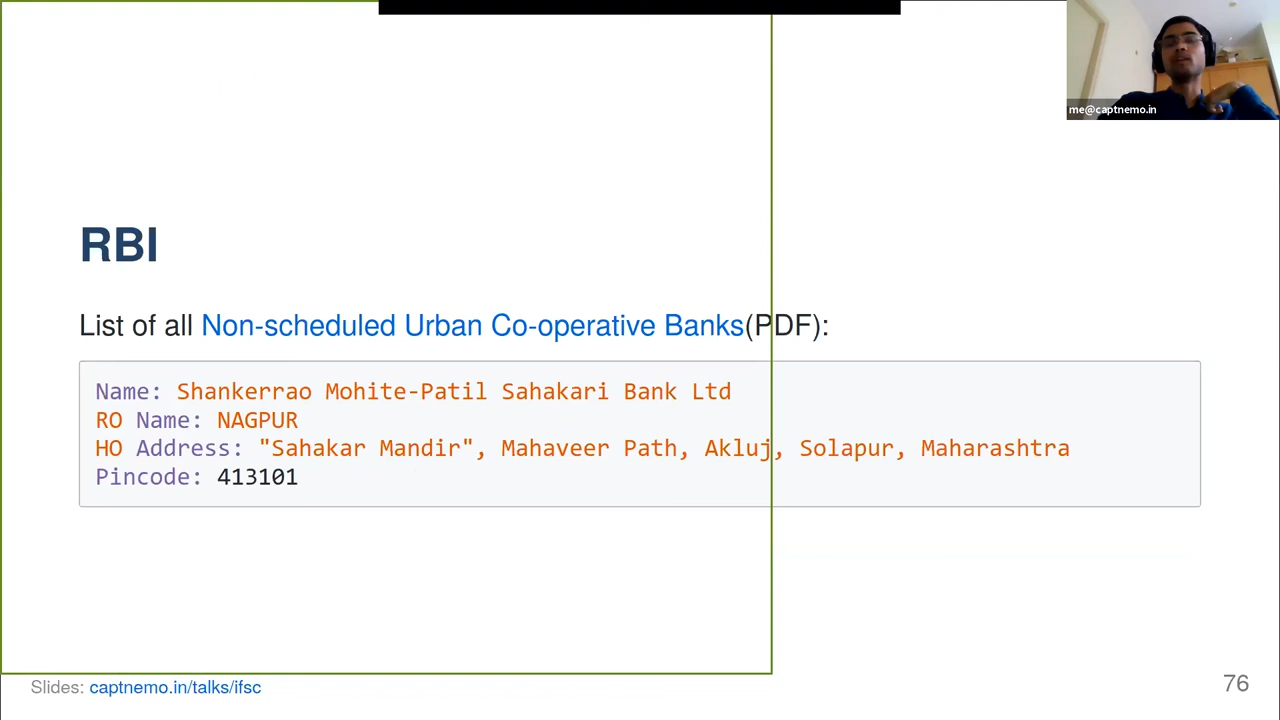 me@captnemo.in
RBI
List of all Non-scheduled Urban Co-operative Banks(PDF):
Name: Shankerrao Mohite-Patil Sahakari Bank Ltd
RO Name: NAGPUR
HO Address: "Sahakar Mandir", Mahaveer Path, Akluj, Solapur, Maharashtra
Pincode: 413101
Slides: captnemo.in/talks/ifsc
76